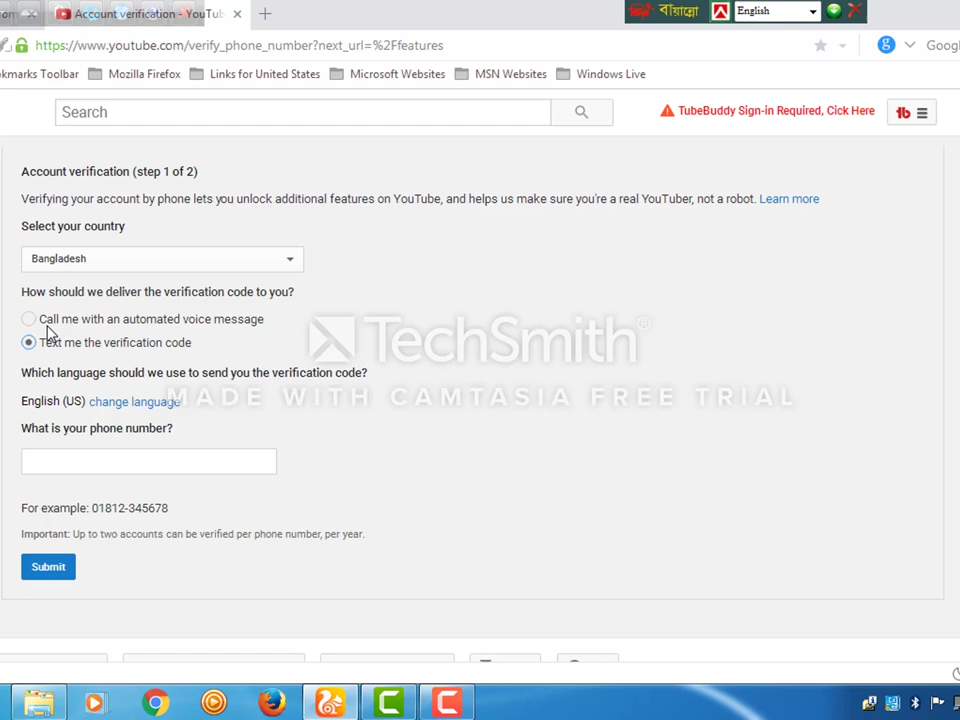 Account verification - YouTub
বাঁয়ান্নো
English
https://www.youtube.com/verify_phone_number?next_url=%2Ffeatures
g
Goog
kmarks Toolbar
Mozilla Firefox
Links for United States
Microsoft Websites
MSN Websites
Windows Live
Search
TubeBuddy Sign-in Required, Cick Here
tb
Account verification (step 1 of 2)
Verifying your account by phone lets you unlock additional features on YouTube, and helps us make sure you're a real YouTuber, not a robot. Learn more
Select your country
Bangladesh
How should we deliver the verification code to you?
Call me with an automated voice message
Text me the verification code
TechSmith®
Which language should we use to send you the verification code?
English (US) change language
MADE WITH CAMTASIA FREE TRIAL
What is your phone number?
For example: 01812-345678
Important: Up to two accounts can be verified per phone number, per year.
Submit